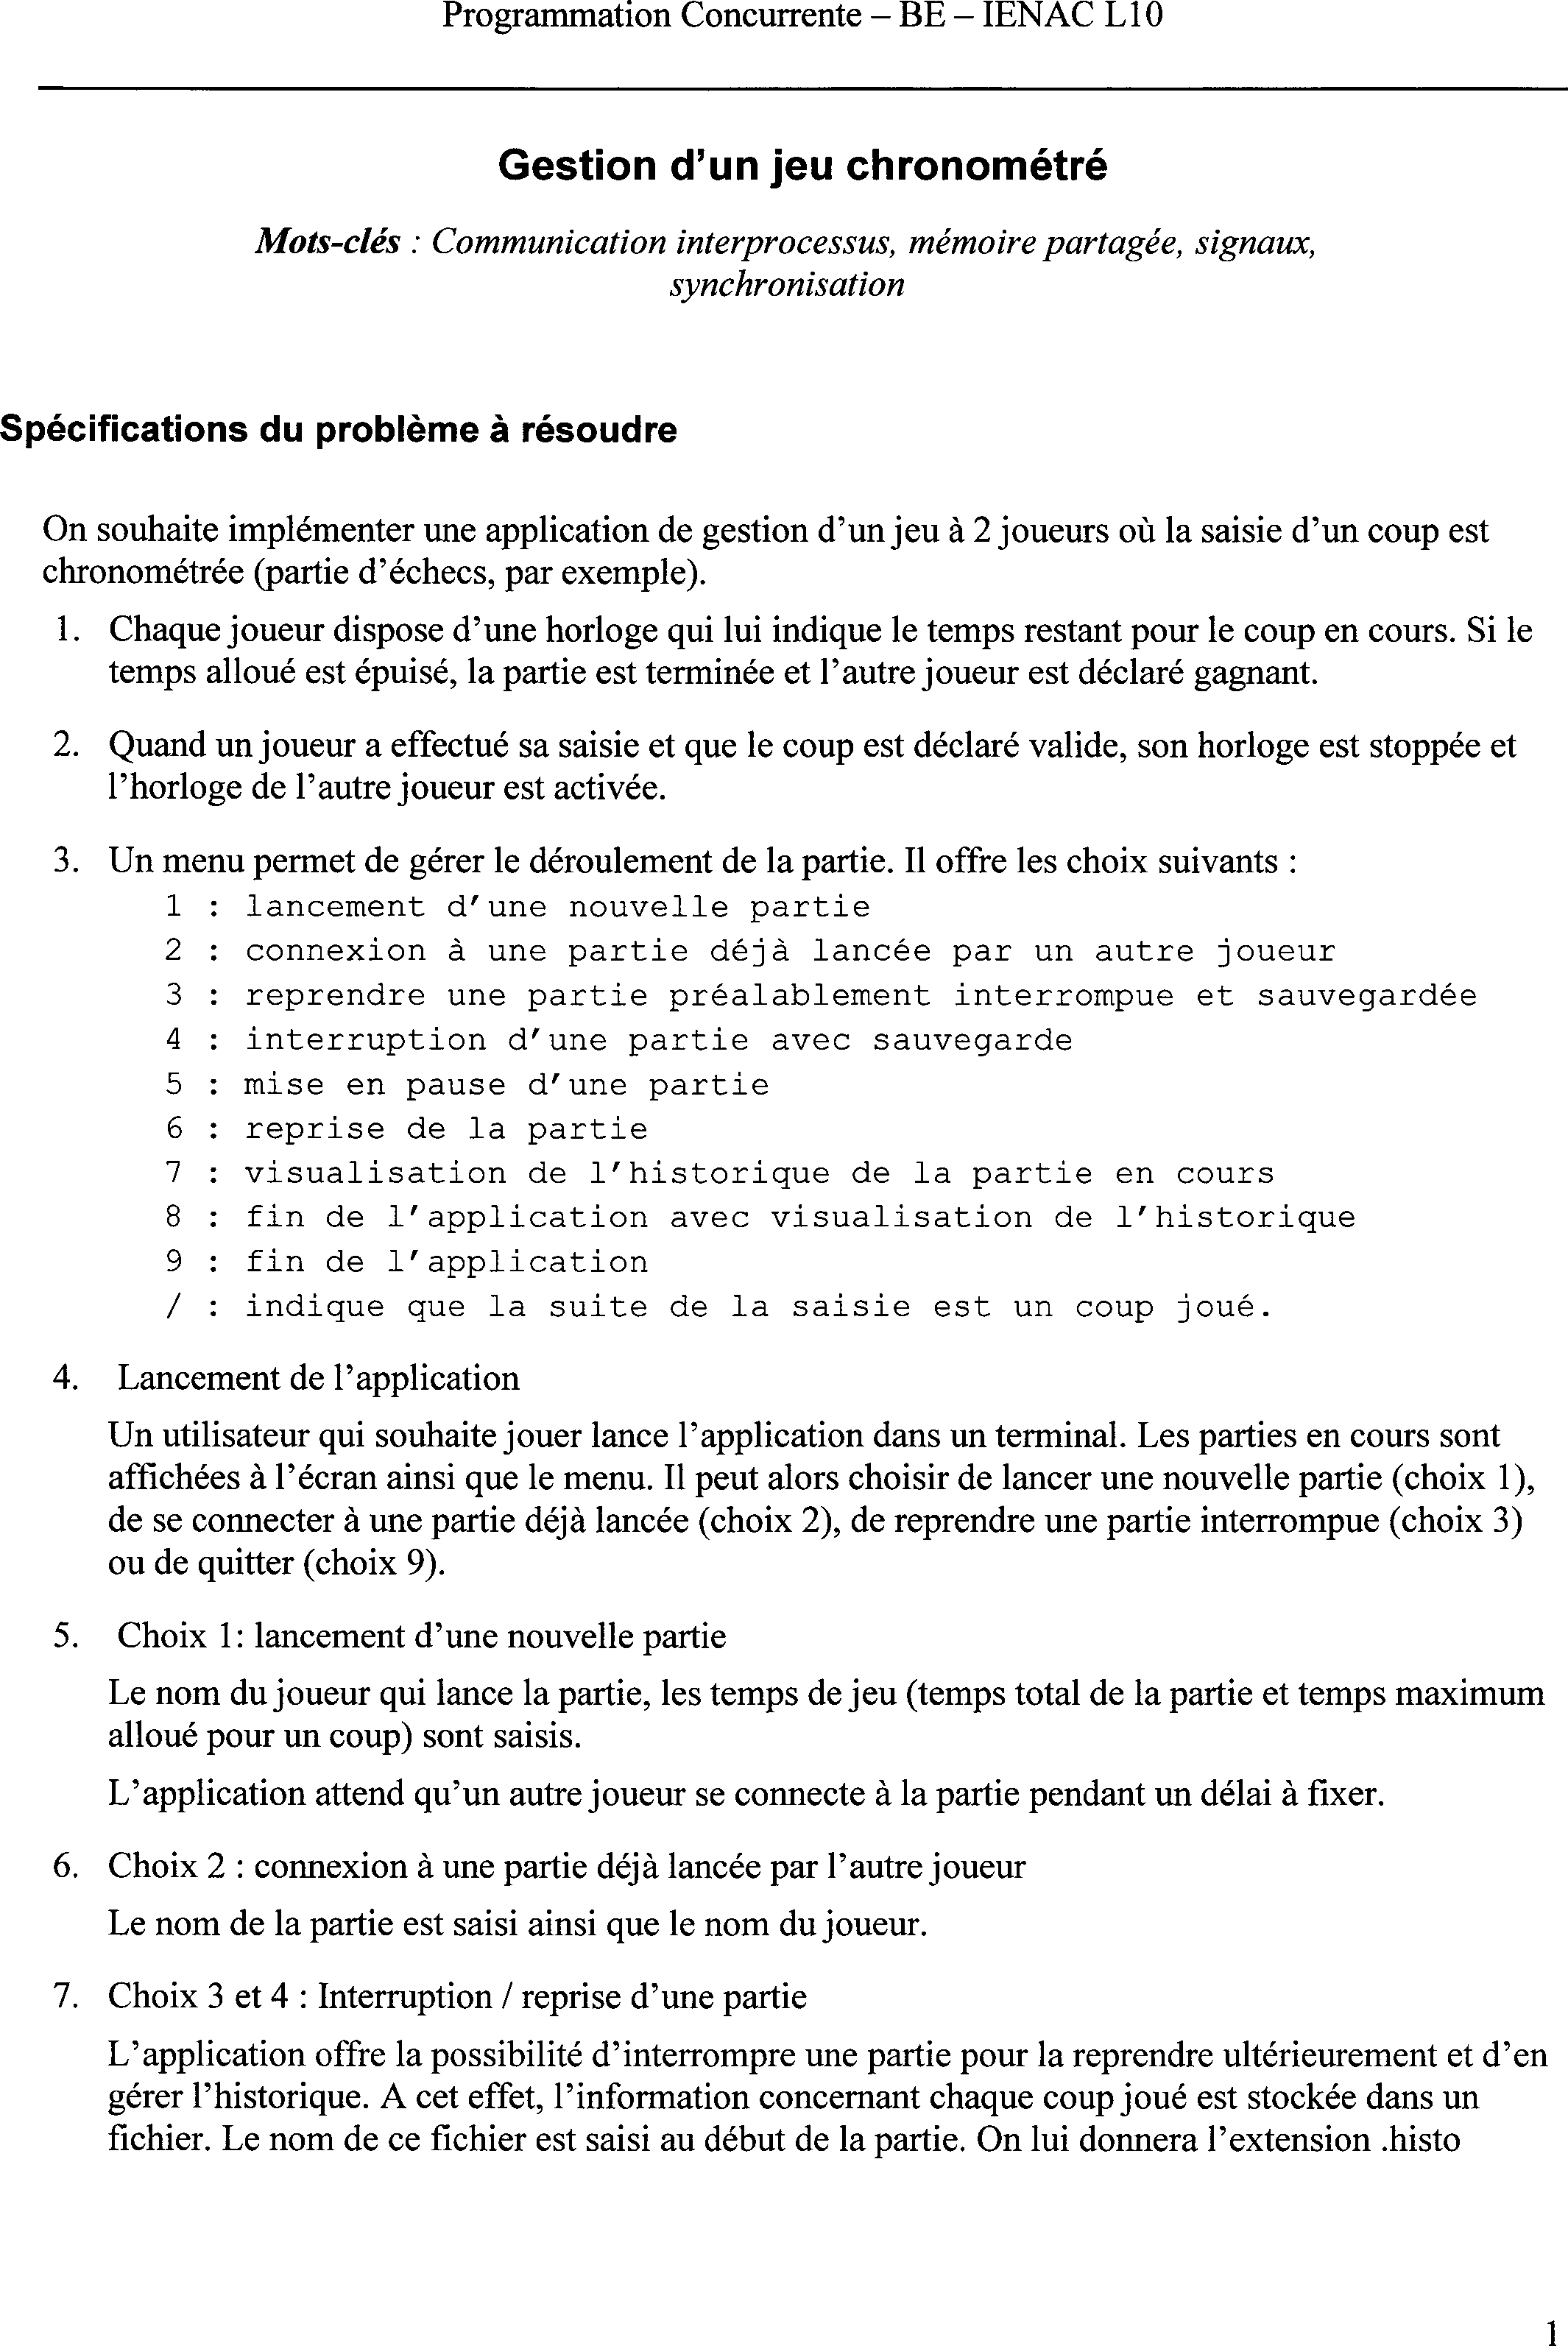 Programmation Concurrente – BE – IENAC L10
Gestion d'un jeu chronométré
Mots-clés : Communication interprocessus, mémoire partagée, signaux,
synchronisation
Spécifications du problème à résoudre
On souhaite implémenter une application de gestion d'un jeu à 2 joueurs où la saisie d'un coup est
chronométrée (partie d'échecs, par exemple).
1. Chaque joueur dispose d'une horloge qui lui indique le temps restant pour le coup en cours. Si le
temps alloué est épuisé, la partie est terminée et l'autre joueur est déclaré gagnant.
2. Quand un joueur a effectué sa saisie et que le coup est déclaré valide, son horloge est stoppée et
l'horloge de l'autre joueur est activée.
3. Un menu permet de gérer le déroulement de la partie. Il offre les choix suivants :
1 : lancement d'une nouvelle partie
2 : connexion à une partie déjà lancée par un autre joueur
3 : reprendre une partie préalablement interrompue et sauvegardée
4 : interruption d'une partie avec sauvegarde
5 : mise en pause d'une partie
6 : reprise de la partie
7 : visualisation de l'historique de la partie en cours
8 : fin de l'application avec visualisation de l'historique
9 : fin de l'application
/ : indique que la suite de la saisie est un coup joué.
4. Lancement de l'application
Un utilisateur qui souhaite jouer lance l'application dans un terminal. Les parties en cours sont
affichées à l'écran ainsi que le menu. Il peut alors choisir de lancer une nouvelle partie (choix 1),
de se connecter à une partie déjà lancée (choix 2), de reprendre une partie interrompue (choix 3)
ou de quitter (choix 9).
5. Choix 1: lancement d'une nouvelle partie
Le nom du joueur qui lance la partie, les temps de jeu (temps total de la partie et temps maximum
alloué pour un coup) sont saisis.
L'application attend qu'un autre joueur se connecte à la partie pendant un délai à fixer.
6. Choix 2 : connexion à une partie déjà lancée par l'autre joueur
Le nom de la partie est saisi ainsi que le nom du joueur.
7. Choix 3 et 4 : Interruption / reprise d'une partie
L'application offre la possibilité d'interrompre une partie pour la reprendre ultérieurement et d'en
gérer l'historique. A cet effet, l'information concernant chaque coup joué est stockée dans un
fichier. Le nom de ce fichier est saisi au début de la partie. On lui donnera l'extension .histo
1